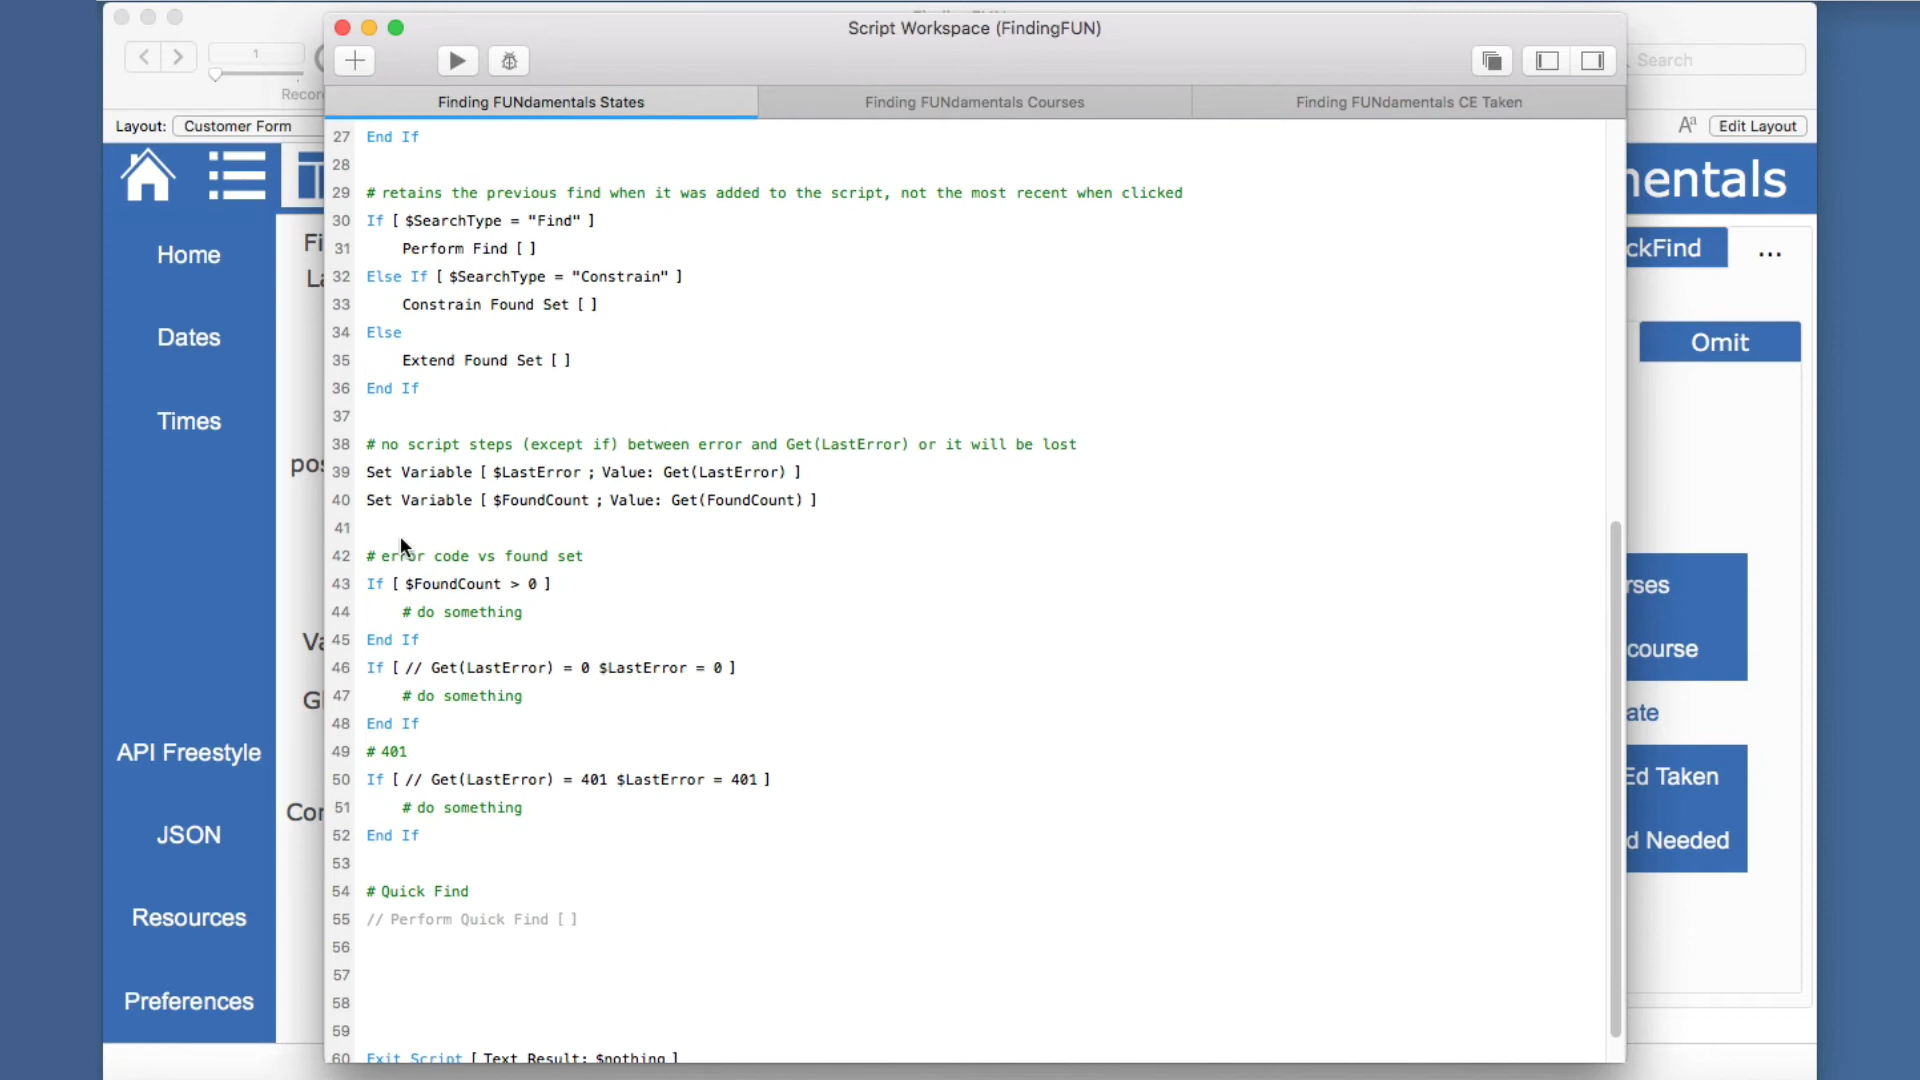 Script Workspace (FindingFUN)
1
Search
Recor
Finding FUNdamentals States
Finding FUNdamentals Courses
Finding FUNdamentals CE Taken
Layout:
Customer Form
Edit Layout
27 End If
28
29 # retains the previous find when it was added to the script, not the most recent when clicked
30 If [ $SearchType = "Find" ]
31 Perform Find [ ]
32 Else If [ $SearchType = "Constrain" ]
33 Constrain Found Set [ ]
34 Else
35 Extend Found Set [ ]
36 End If
37
38 # no script steps (except if) between error and Get(LastError) or it will be lost
39 Set Variable [ $LastError ; Value: Get(LastError) ]
40 Set Variable [ $FoundCount ; Value: Get(FoundCount) ]
41
42 # error code vs found set
43 If [ $FoundCount > 0 ]
44 # do something
45 End If
46 If [ // Get(LastError) = 0 $LastError = 0 ]
47 # do something
48 End If
49 # 401
50 If [ // Get(LastError) = 401 $LastError = 401 ]
51 # do something
52 End If
53
54 # Quick Find
55 // Perform Quick Find [ ]
56
57
58
59
60 Exit Script [ Text Result: $nothing ]
Home
Dates
Times
API Freestyle
JSON
Resources
Preferences
Fi
La
pos
Va
Gl
Cor
nentals
ckFind
...
Omit
rses
course
ate
Ed Taken
d Needed